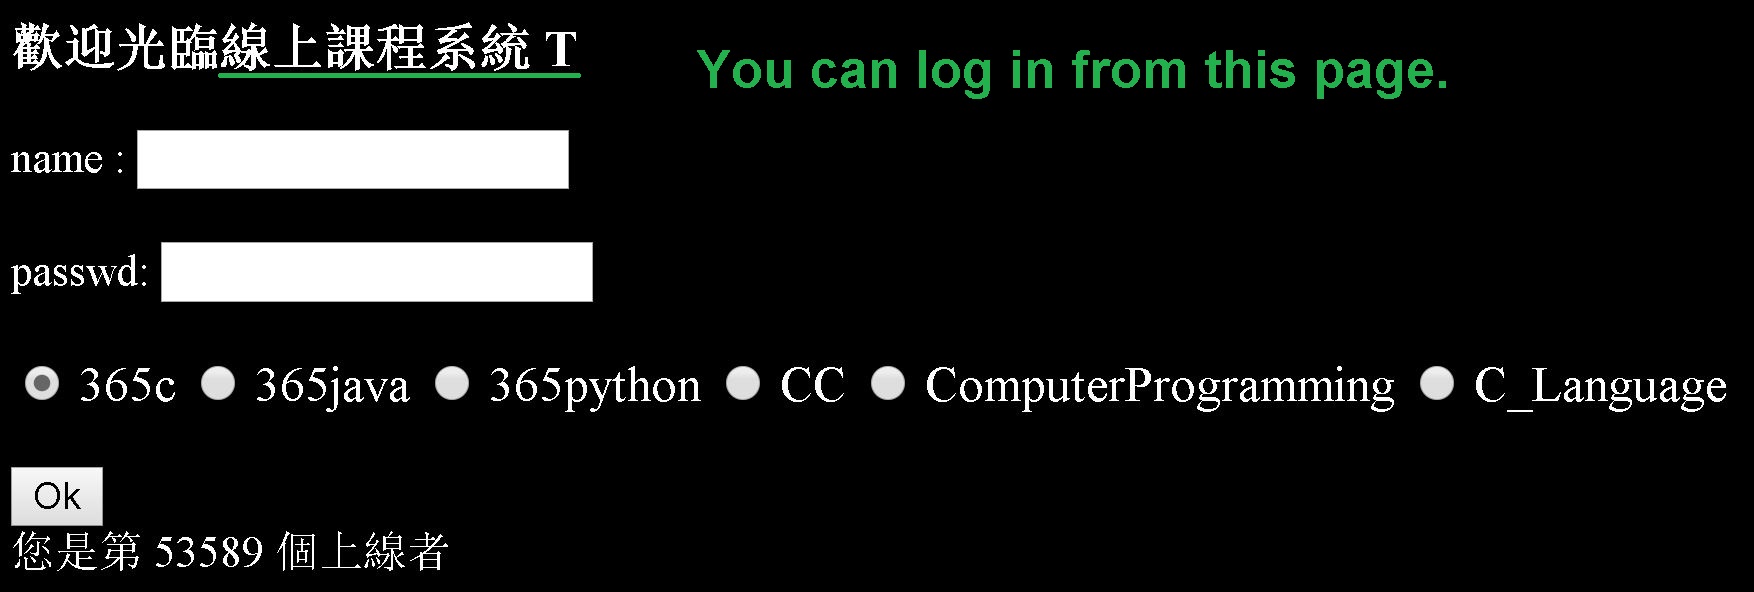 歡迎光臨線上課程系統 T
You can log in from this page.
name :
passwd:
365c 365java 365python CC ComputerProgramming C_Language
Ok
您是第 53589 個上線者